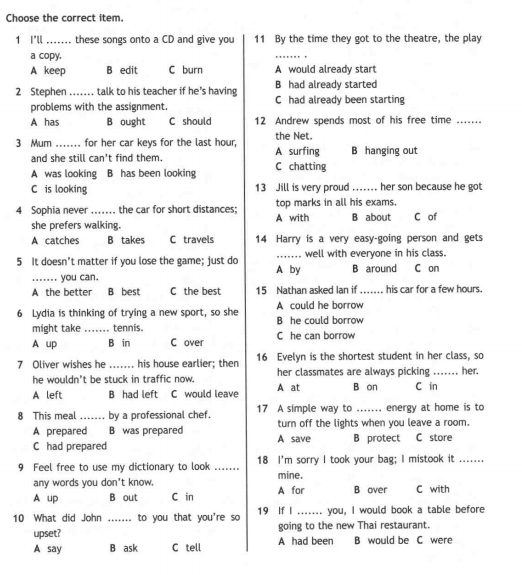 Choose the correct item.
1 I'll ....... these songs onto a CD and give you
a copy.
A keep B edit C burn
2 Stephen ....... talk to his teacher if he's having
problems with the assignment.
A has B ought C should
3 Mum ....... for her car keys for the last hour,
and she still can't find them.
A was looking B has been looking
C is looking
4 Sophia never ....... the car for short distances;
she prefers walking.
A catches B takes C travels
5 It doesn't matter if you lose the game; just do
....... you can.
A the better B best C the best
6 Lydia is thinking of trying a new sport, so she
might take ....... tennis.
A up B in C over
7 Oliver wishes he ....... his house earlier; then
he wouldn't be stuck in traffic now.
A left B had left C would leave
8 This meal ....... by a professional chef.
A prepared B was prepared
C had prepared
9 Feel free to use my dictionary to look .......
any words you don't know.
A up B out C in
10 What did John ....... to you that you're so
upset?
A say B ask C tell
11 By the time they got to the theatre, the play
....... .
A would already start
B had already started
C had already been starting
12 Andrew spends most of his free time .......
the Net.
A surfing B hanging out
C chatting
13 Jill is very proud ....... her son because he got
top marks in all his exams.
A with B about C of
14 Harry is a very easy-going person and gets
....... well with everyone in his class.
A by B around C on
15 Nathan asked Ian if ....... his car for a few hours.
A could he borrow
B he could borrow
C he can borrow
16 Evelyn is the shortest student in her class, so
her classmates are always picking ....... her.
A at B on C in
17 A simple way to ....... energy at home is to
turn off the lights when you leave a room.
A save B protect C store
18 I'm sorry I took your bag; I mistook it .......
mine.
A for B over C with
19 If I ....... you, I would book a table before
going to the new Thai restaurant.
A had been B would be C were